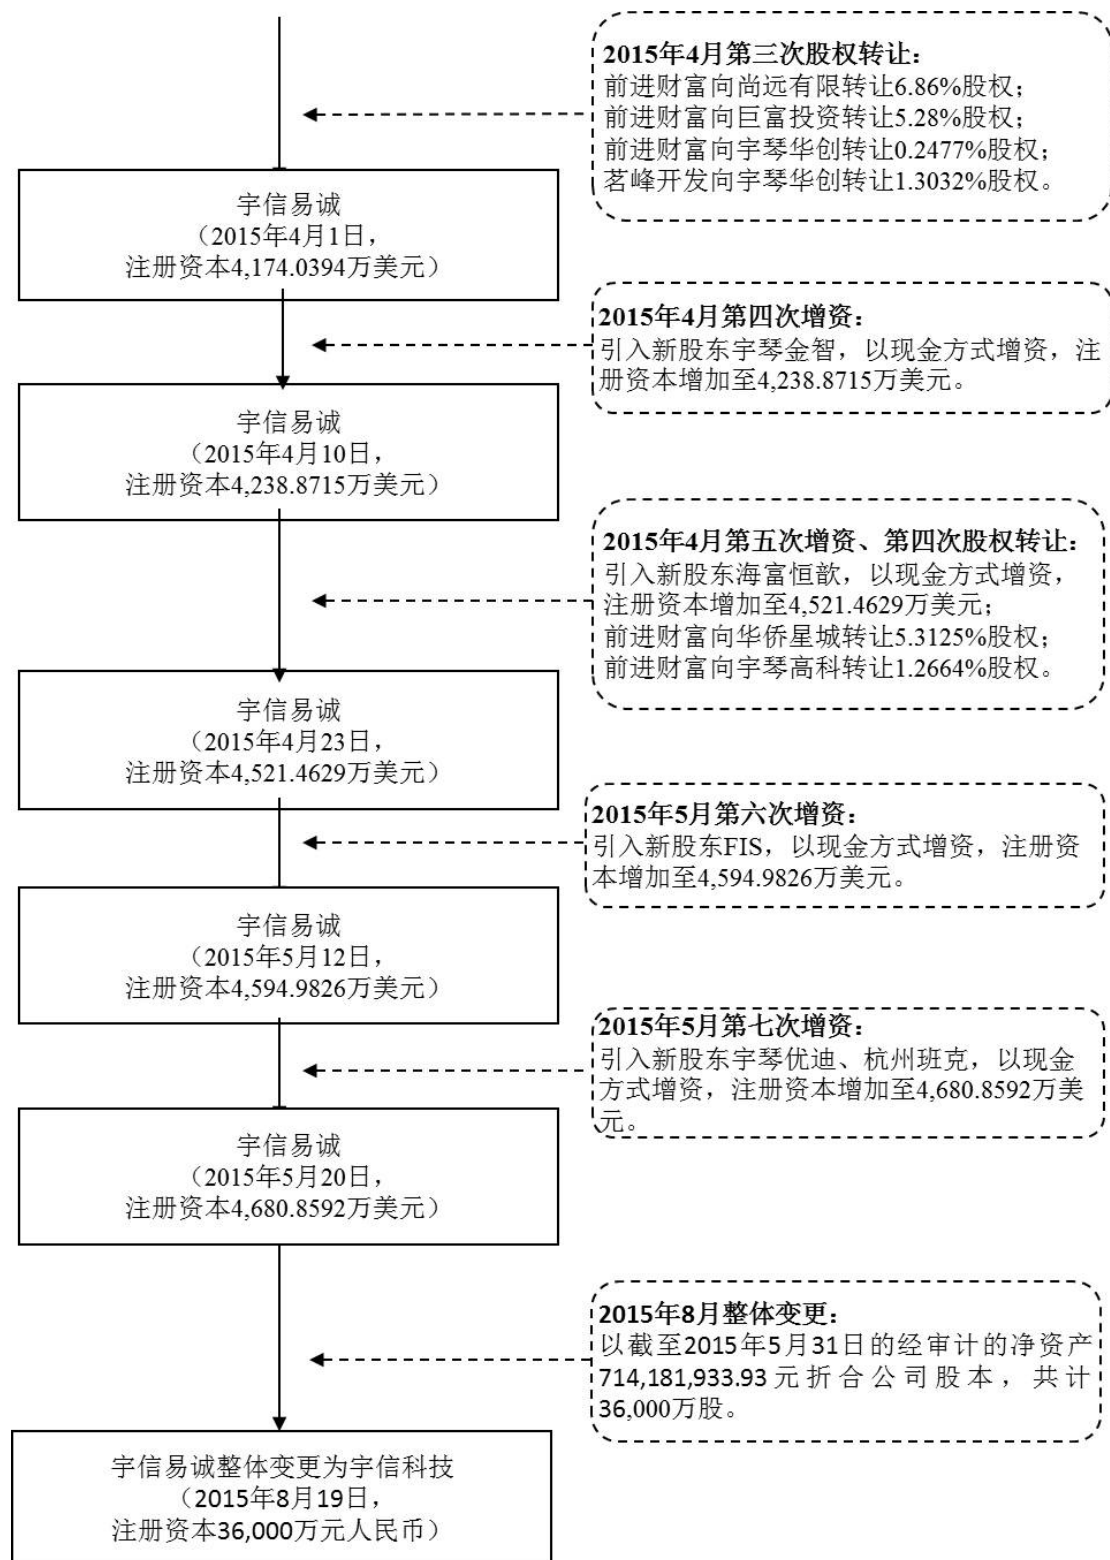 2015年4月第三次股权转让：
前进财富向尚远有限转让6.86%股权；
前进财富向巨富投资转让5.28%股权；
前进财富向宇琴华创转让0.2477%股权；
茗峰开发向宇琴华创转让1.3032%股权。
宇信易诚
（2015年4月1日，
注册资本4,174.0394万美元）
2015年4月第四次增资：
引入新股东宇琴金智，以现金方式增资，注
册资本增加至4,238.8715万美元。
宇信易诚
（2015年4月10日，
注册资本4,238.8715万美元）
2015年4月第五次增资、第四次股权转让：
引入新股东海富恒歆，以现金方式增资，
注册资本增加至4,521.4629万美元；
前进财富向华侨星城转让5.3125%股权；
前进财富向宇琴高科转让1.2664%股权。
宇信易诚
（2015年4月23日，
注册资本4,521.4629万美元）
2015年5月第六次增资：
引入新股东FIS，以现金方式增资，注册资
本增加至4,594.9826万美元。
宇信易诚
（2015年5月12日，
注册资本4,594.9826万美元）
2015年5月第七次增资：
引入新股东宇琴优迪、杭州班克，以现金
方式增资，注册资本增加至4,680.8592万美
元。
宇信易诚
（2015年5月20日，
注册资本4,680.8592万美元）
2015年8月整体变更：
以截至2015年5月31日的经审计的净资产
714,181,933.93元折合公司股本，共计
36,000万股。
宇信易诚整体变更为宇信科技
（2015年8月19日，
注册资本36,000万元人民币）